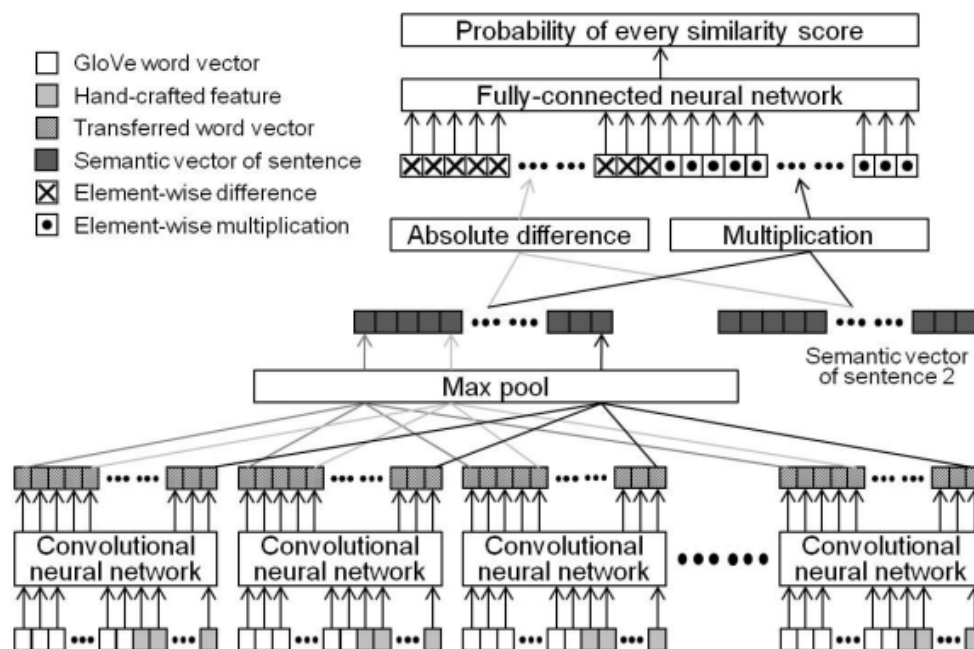 Probability of every similarity score
GloVe word vector
Hand-crafted feature
Fully-connected neural network
Transferred word vector
Semantic vector of sentence
Element-wise difference
Element-wise multiplication
Absolute difference
Multiplication
Semantic vector
of sentence 2
Max pool
Convolutional
neural network
Convolutional
neural network
Convolutional
neural network
Convolutional
neural network